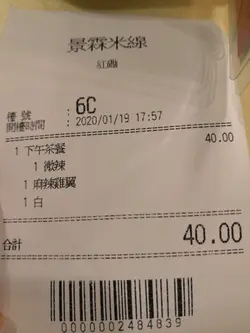 景霖米線
紅磡
檯 號 : 6C
開檯時間 : 2020/01/19 17:57
1 下午茶餐 40.00
1 微辣
1 麻辣雞翼
1 白
合計 40.00
0000002484839